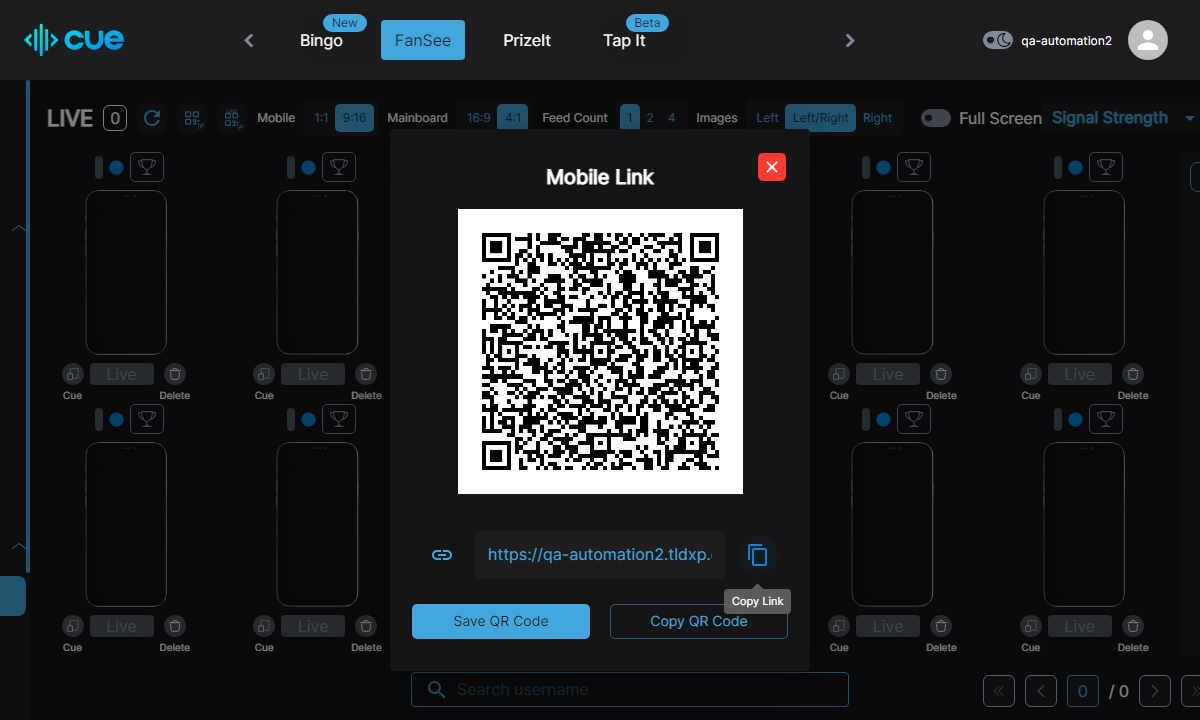 cue
Bingo
New
FanSee
PrizeIt
Tap It
Beta
qa-automation2
LIVE 0
Mobile 1:1 9:16 Mainboard 16:9 4:1 Feed Count 1 2 4 Images Left Left/Right Right Full Screen Signal Strength
Mobile Link
Live Live Live Live
Cue Delete Cue Delete Cue Delete Cue Delete
https://qa-automation2.tldxp.
Copy Link
Save QR Code Copy QR Code
Live Live Live Live
Cue Delete Cue Delete Cue Delete Cue Delete
Search username
0 / 0